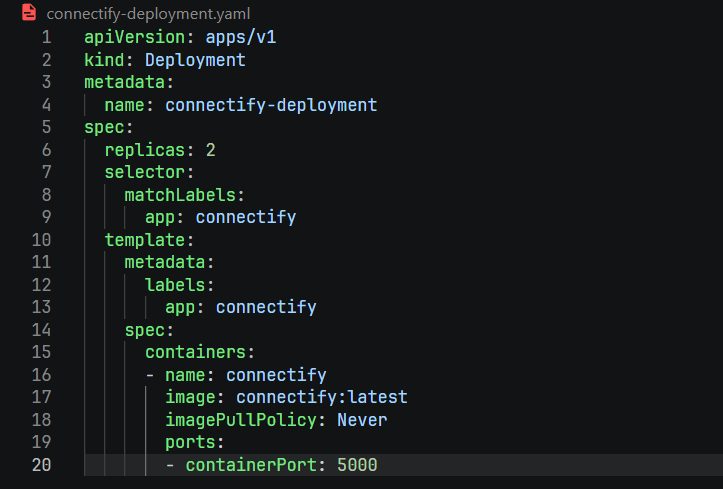 connectify-deployment.yaml
1 apiVersion: apps/v1
2 kind: Deployment
3 metadata:
4   name: connectify-deployment
5 spec:
6   replicas: 2
7   selector:
8     matchLabels:
9       app: connectify
10   template:
11     metadata:
12       labels:
13         app: connectify
14     spec:
15       containers:
16       - name: connectify
17         image: connectify:latest
18         imagePullPolicy: Never
19         ports:
20         - containerPort: 5000